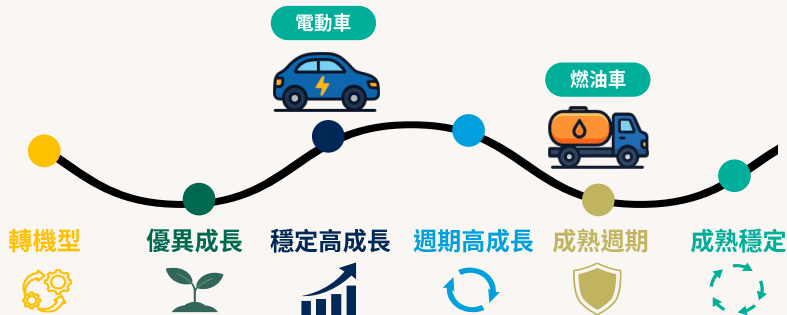 電動車
燃油車
轉機型
優異成長
穩定高成長
週期高成長
成熟週期
成熟穩定